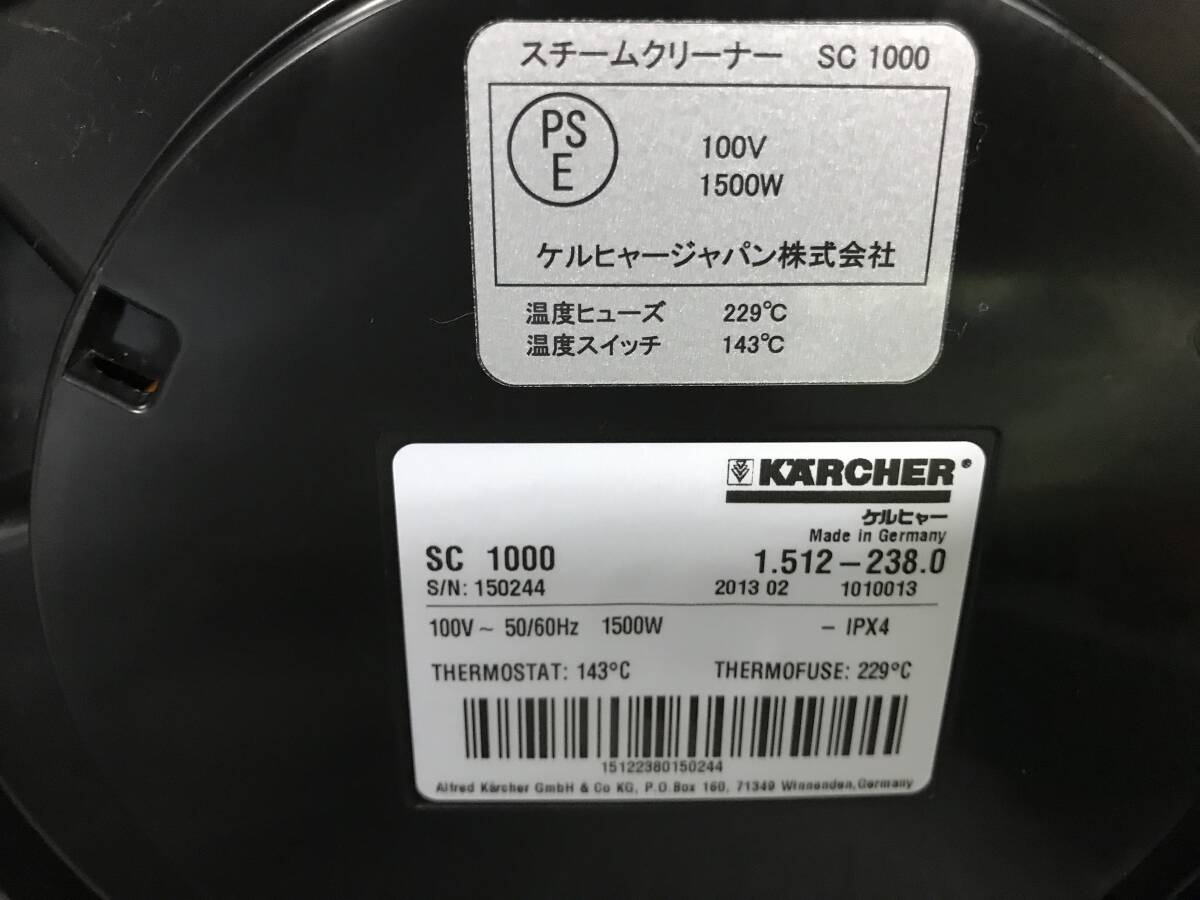 スチームクリーナー SC 1000
PS
E
100V
1500W
ケルヒャージャパン株式会社
温度ヒューズ 229℃
温度スイッチ 143℃
KÄRCHER®
ケルヒャー
Made in Germany
SC 1000 1.512-238.0
S/N: 150244 2013 02 1010013
100V ~ 50/60Hz 1500W - IPX4
THERMOSTAT: 143°C THERMOFUSE: 229°C
15122380150244
Alfred Kärcher GmbH & Co KG, P.O.Box 160, 71349 Winnenden,Germany